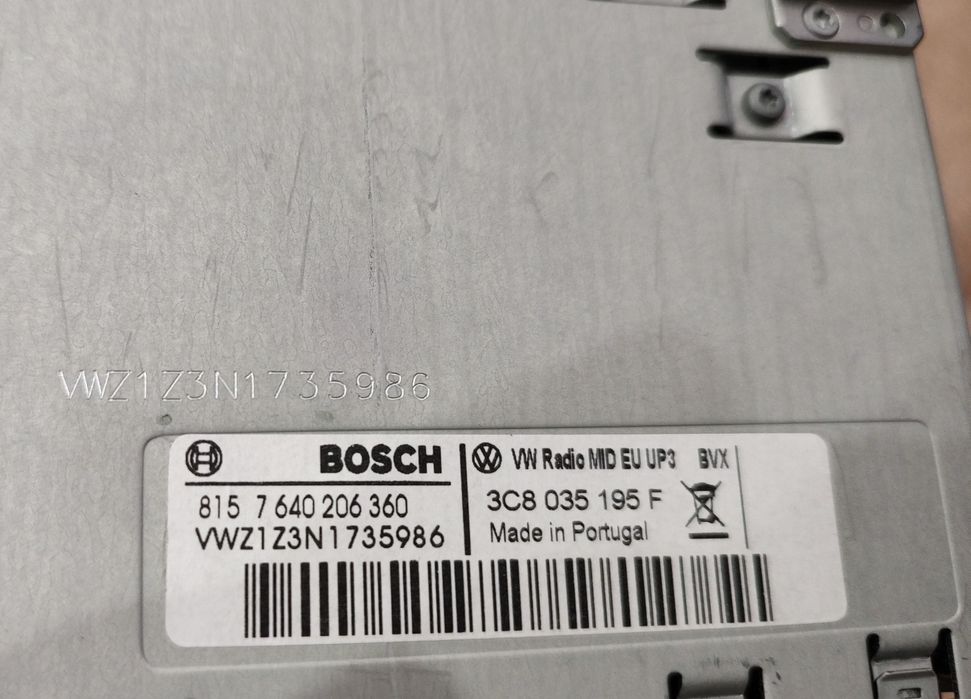 VWZ1Z3N1735986
BOSCH
815 7 640 206 360
VWZ1Z3N1735986
VW Radio MID EU UP3 BVX
3C8 035 195 F
Made in Portugal